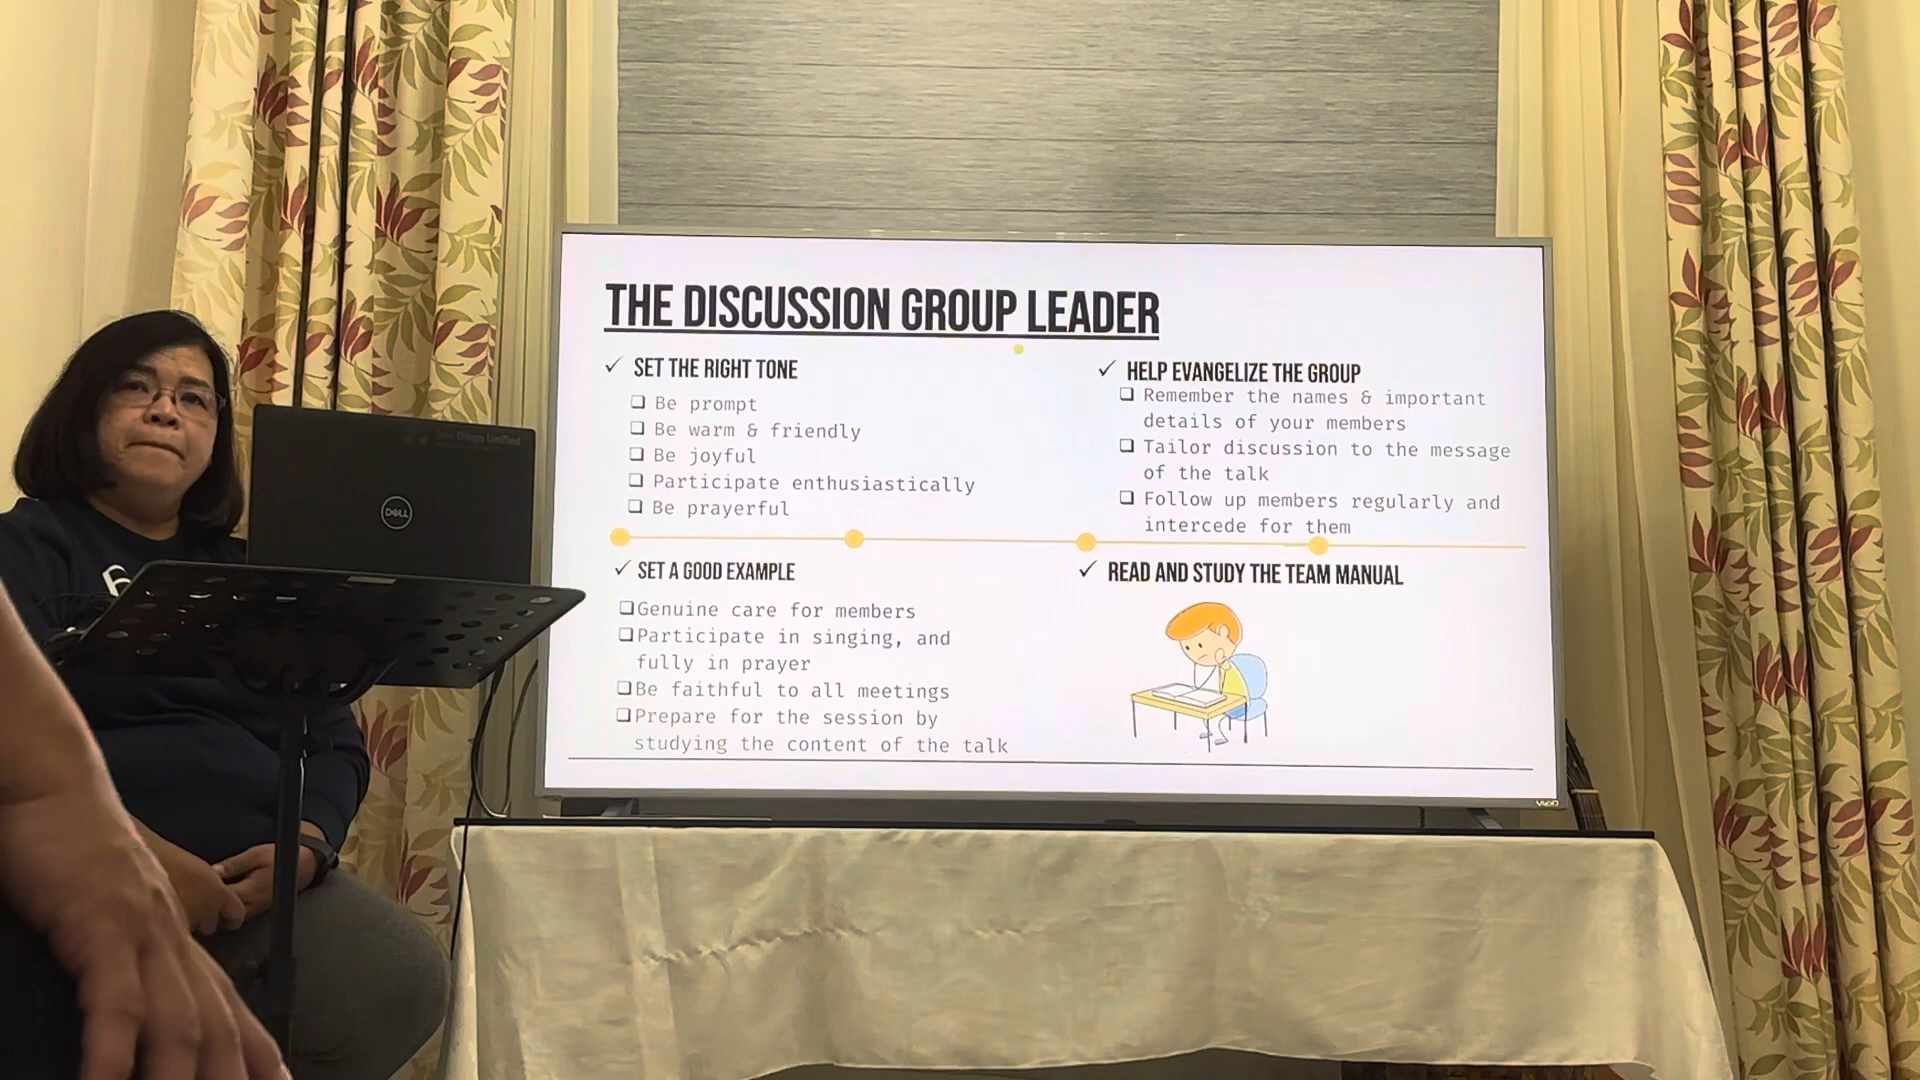 THE DISCUSSION GROUP LEADER
✓ SET THE RIGHT TONE
❑ Be prompt
❑ Be warm & friendly
❑ Be joyful
❑ Participate enthusiastically
❑ Be prayerful
✓ HELP EVANGELIZE THE GROUP
❑ Remember the names & important
details of your members
❑ Tailor discussion to the message
of the talk
❑ Follow up members regularly and
intercede for them
✓ SET A GOOD EXAMPLE
❑Genuine care for members
❑Participate in singing, and
fully in prayer
❑Be faithful to all meetings
❑Prepare for the session by
studying the content of the talk
✓ READ AND STUDY THE TEAM MANUAL
San Diego Unified
DELL
VIZIO